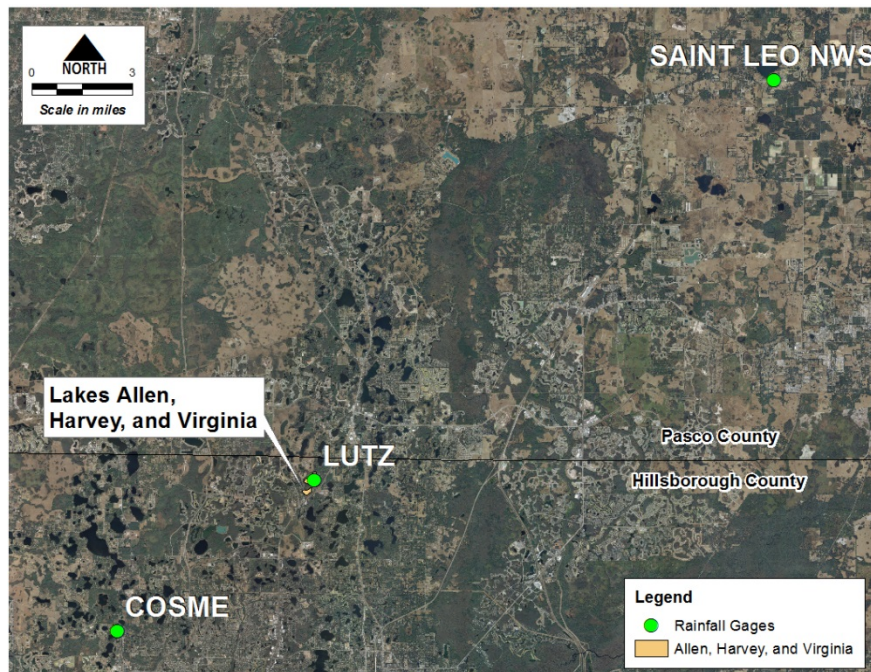 NORTH
0 3
Scale in miles
SAINT LEO NWS
Lakes Allen,
Harvey, and Virginia
LUTZ
Pasco County
Hillsborough County
COSME
Legend
Rainfall Gages
Allen, Harvey, and Virginia